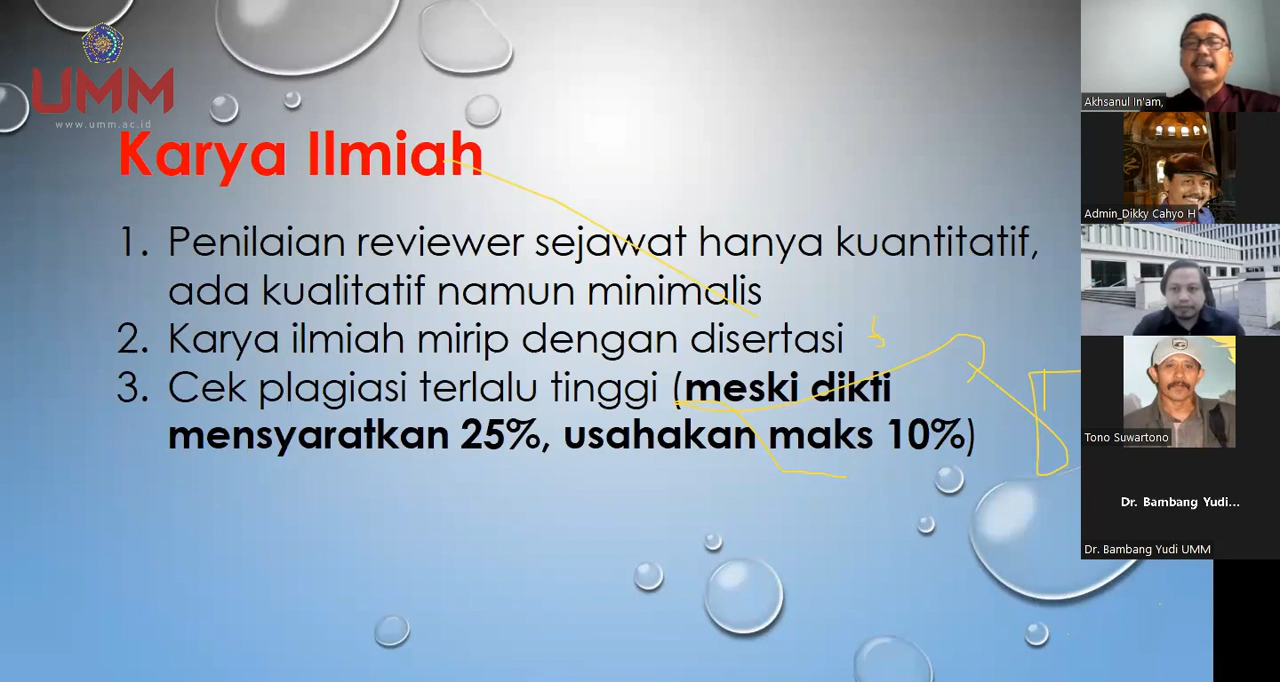 UMM
www.umm.ac.id
Karya Ilmiah
1. Penilaian reviewer sejawat hanya kuantitatif,
ada kualitatif namun minimalis
2. Karya ilmiah mirip dengan disertasi
3. Cek plagiasi terlalu tinggi (meski dikti
mensyaratkan 25%, usahakan maks 10%)
Akhsanul In'am,
Admin_Dikky Cahyo H
Tono Suwartono
Dr. Bambang Yudi...
Dr. Bambang Yudi UMM